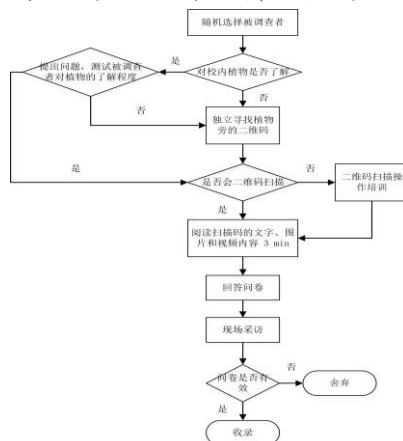 随机选择被调查者
提出问题，测试被调查
者对植物的了解程度
是
对校内植物是否了解
否
否
独立寻找植物
旁的二维码
是
是否会二维码扫描
否
二维码扫描操
作培训
是
阅读扫描码的文字、图
片和视频内容 3 min
回答问卷
现场采访
问卷是否有
效
否
舍弃
是
收录